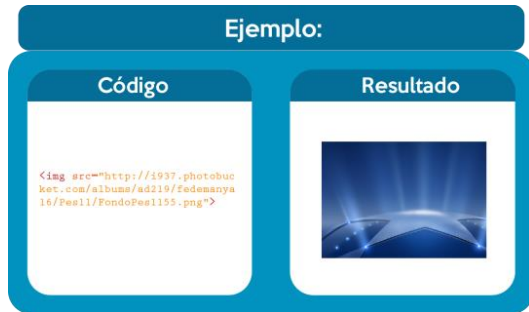 Ejemplo:
Código
Resultado
<img src="http://i937.photobuc
ket.com/albums/ad219/fedemanya
16/Pes11/FondoPes1155.png">